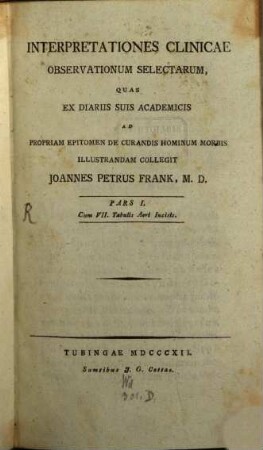 INTERPRETATIONES CLINICAE
OBSERVATIONUM SELECTARUM,
QUAS
EX DIARIIS SUIS ACADEMICIS
AD
PROPRIAM EPITOMEN DE CURANDIS HOMINUM MORBIS
ILLUSTRANDAM COLLEGIT
JOANNES PETRUS FRANK, M. D.
PARS I.
R
Cum VII. Tabulis Aeri Incisis.
TUBINGAE MDCCCXII.
Sumtibus J. G. Cottae.
301. D.